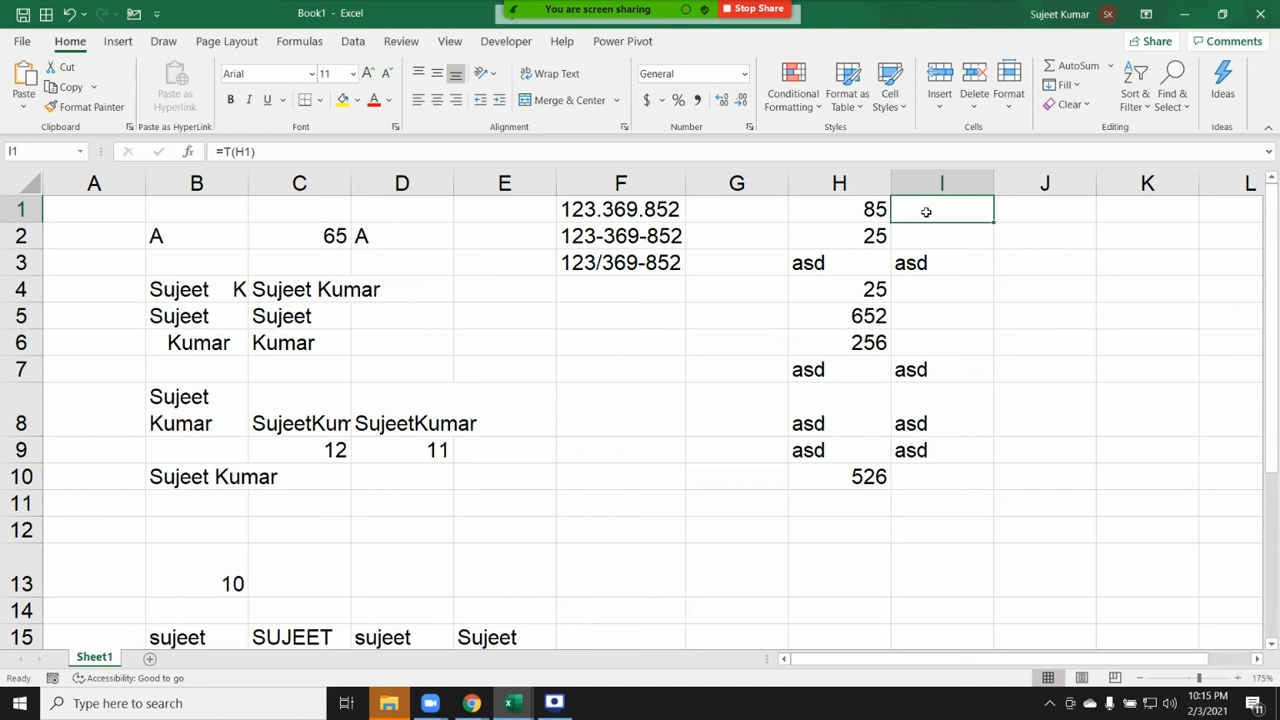 Book1 - Excel
You are screen sharing
Stop Share
Sujeet Kumar
SK
File Home Insert Draw Page Layout Formulas Data Review View Developer Help Power Pivot
Share
Comments
Paste
Cut
Copy
Format Painter
Clipboard
Paste as Hyperlink
Paste as HyperLink
Arial
11
B I U
Font
Wrap Text
Merge & Center
Alignment
General
$ % ,
Number
Conditional Formatting
Format as Table
Cell Styles
Styles
Insert
Delete
Format
Cells
AutoSum
Fill
Clear
Sort & Filter
Find & Select
Editing
Ideas
Ideas
I1
fx
=T(H1)
A B C D E F G H I J K L
1 123.369.852 85
2 A 65 A 123-369-852 25
3 123/369-852 asd asd
4 Sujeet K Sujeet Kumar 25
5 Sujeet Sujeet 652
6 Kumar Kumar 256
7 asd asd
Sujeet
8 Kumar SujeetKum SujeetKumar asd asd
9 12 11 asd asd
10 Sujeet Kumar 526
11
12
13 10
14
15 sujeet SUJEET sujeet Sujeet
Sheet1
Ready
Accessibility: Good to go
175%
Type here to search
10:15 PM
2/3/2021
11